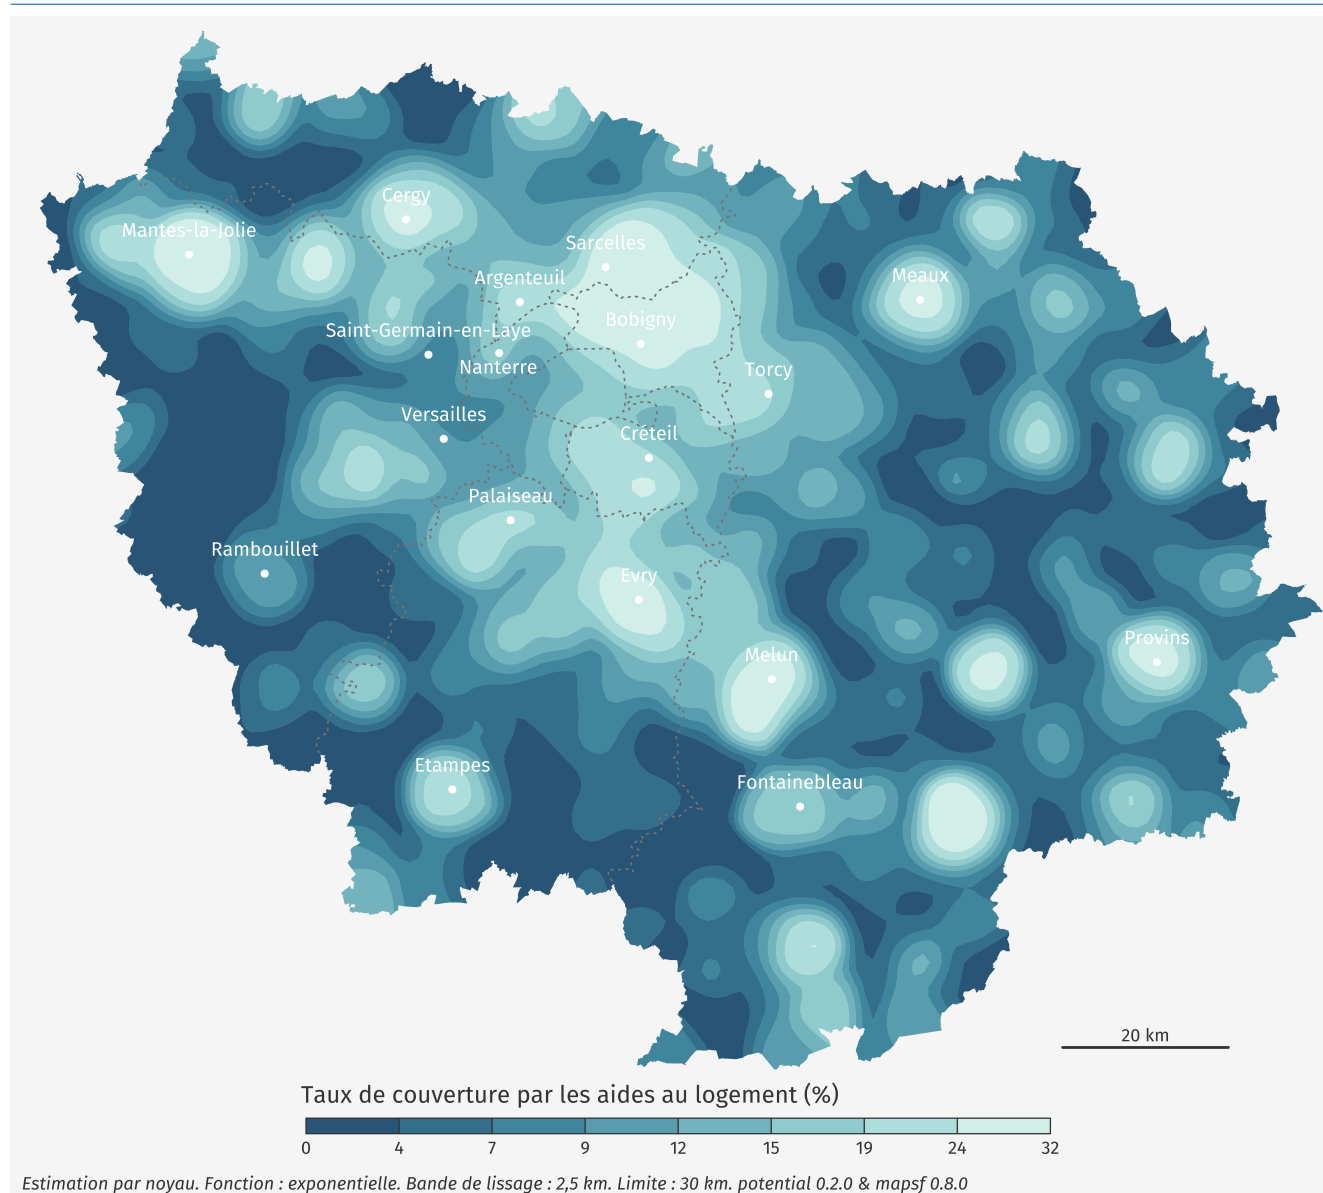 Cergy
Mantes-la-Jolie
Sarcelles
Argenteuil
Meaux
Bobigny
Saint-Germain-en-Laye
Nanterre
Torcy
Versailles
Créteil
Palaiseau
Rambouillet
Evry
Provins
Melun
Etampes
Fontainebleau
20 km
Taux de couverture par les aides au logement (%)
0 4 7 9 12 15 19 24 32
Estimation par noyau. Fonction : exponentielle. Bande de lissage : 2,5 km. Limite : 30 km. potential 0.2.0 & mapsf 0.8.0